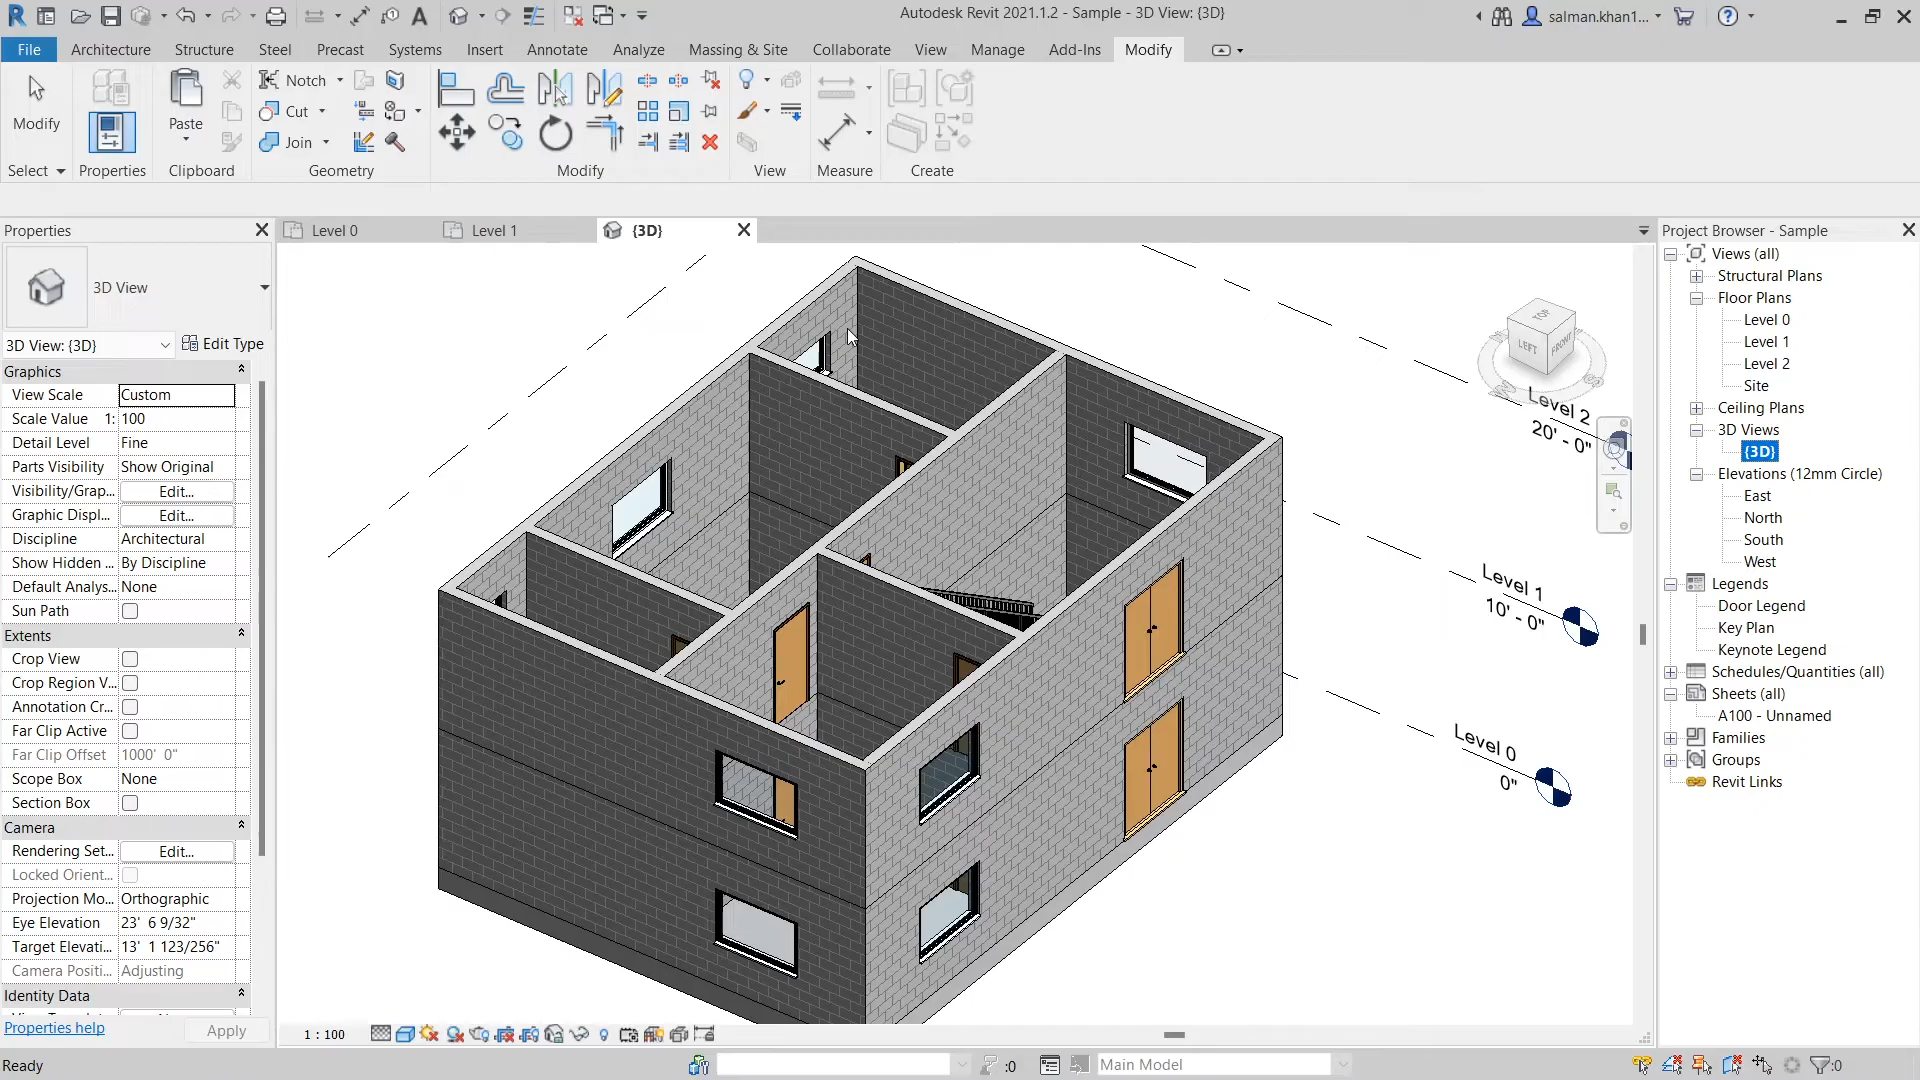 Autodesk Revit 2021.1.2 - Sample - 3D View: {3D}
salman.khan1...
File Architecture Structure Steel Precast Systems Insert Annotate Analyze Massing & Site Collaborate View Manage Add-Ins Modify
Modify
Paste
Notch
Cut
Join
Select Properties Clipboard Geometry Modify View Measure Create
Properties
3D View
3D View: {3D} Edit Type
Graphics
View Scale Custom
Scale Value 1: 100
Detail Level Fine
Parts Visibility Show Original
Visibility/Grap... Edit...
Graphic Displ... Edit...
Discipline Architectural
Show Hidden ... By Discipline
Default Analys... None
Sun Path
Extents
Crop View
Crop Region V...
Annotation Cr...
Far Clip Active
Far Clip Offset 1000' 0"
Scope Box None
Section Box
Camera
Rendering Set... Edit...
Locked Orient...
Projection Mo... Orthographic
Eye Elevation 23' 6 9/32"
Target Elevati... 13' 1 123/256"
Camera Positi... Adjusting
Identity Data
Properties help Apply
Ready
Level 0 Level 1 {3D}
TOP
LEFT FRONT
W S
Level 2
20' - 0"
Level 1
10' - 0"
Level 0
0"
1 : 100
:0 Main Model
Project Browser - Sample
Views (all)
Structural Plans
Floor Plans
Level 0
Level 1
Level 2
Site
Ceiling Plans
3D Views
{3D}
Elevations (12mm Circle)
East
North
South
West
Legends
Door Legend
Key Plan
Keynote Legend
Schedules/Quantities (all)
Sheets (all)
A100 - Unnamed
Families
Groups
Revit Links
:0